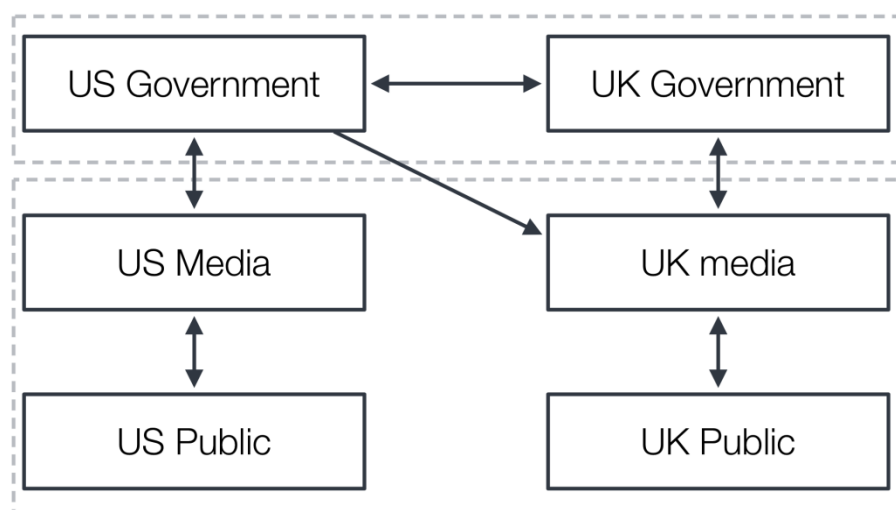 US Government
UK Government
US Media
UK media
US Public
UK Public